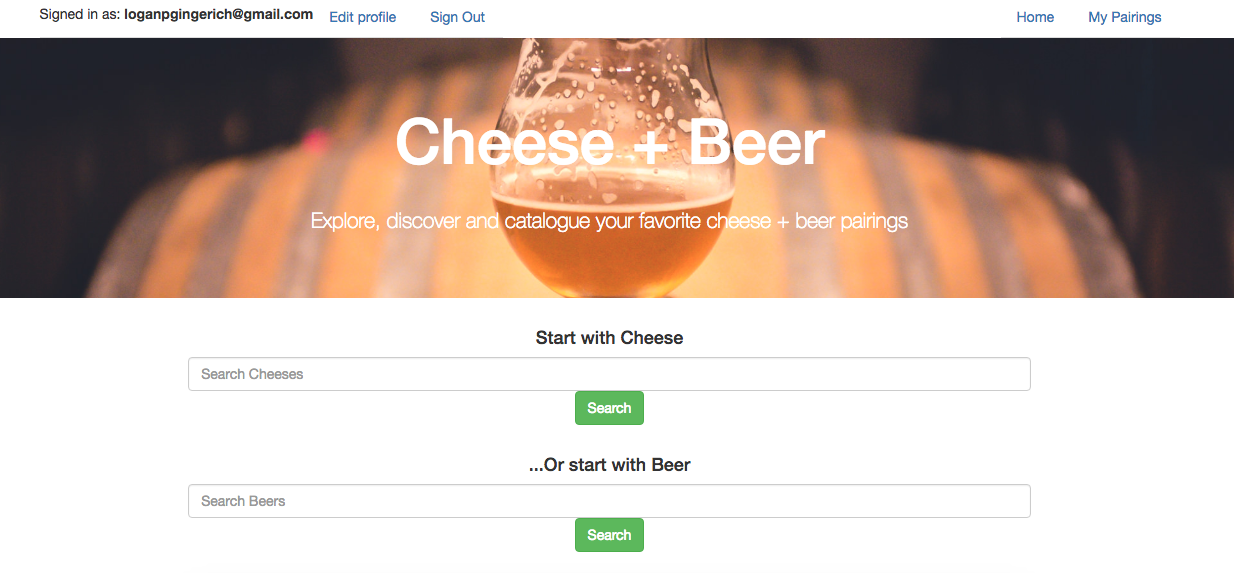 Signed in as: loganpgingerich@gmail.com Edit profile Sign Out Home My Pairings
Cheese + Beer
Explore, discover and catalogue your favorite cheese + beer pairings
Start with Cheese
Search Cheeses
Search
...Or start with Beer
Search Beers
Search